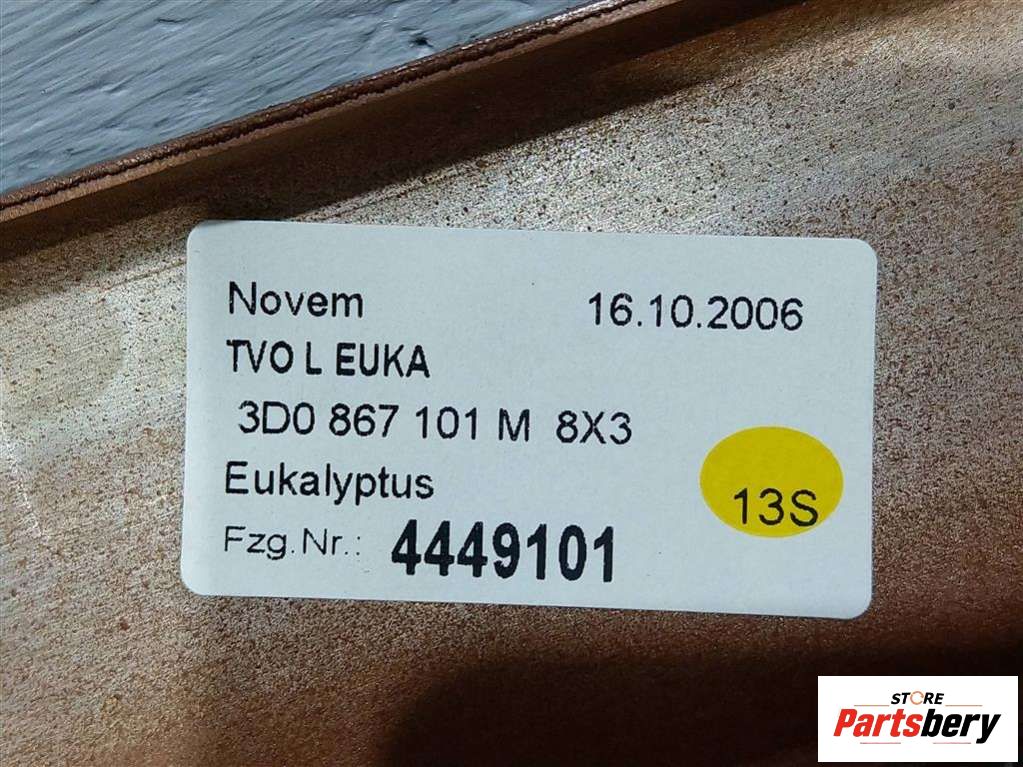 Novem 16.10.2006
TVO L EUKA
3D0 867 101 M 8X3
Eukalyptus
13S
Fzg.Nr.: 4449101
STORE
Partsbery